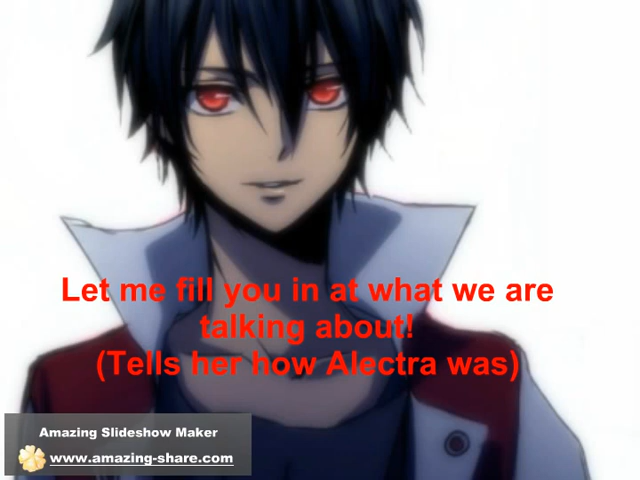 Let me fill you in at what we are
talking about!
(Tells her how Alectra was)
Amazing Slideshow Maker
www.amazing-share.com